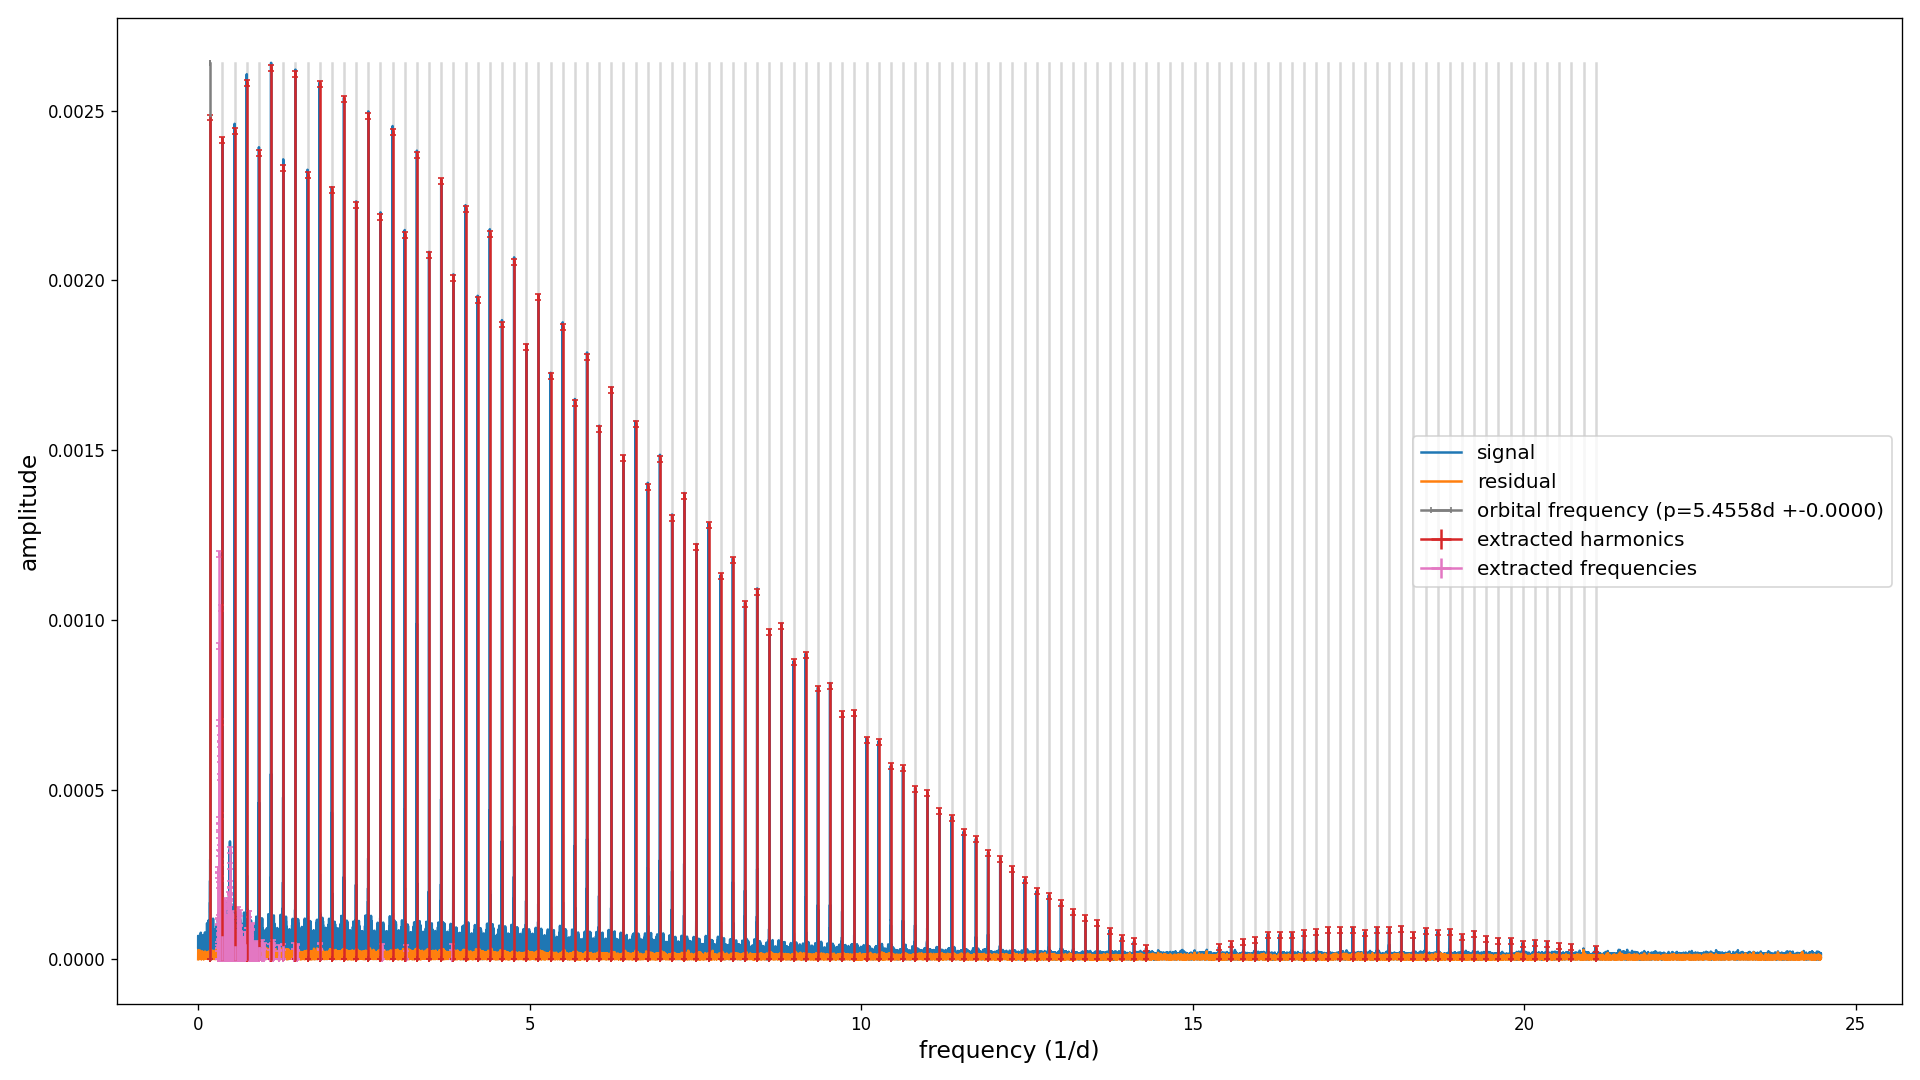 0.0025
0.0020
0.0015
0.0010
0.0005
0.0000
amplitude
signal
residual
orbital frequency (p=5.4558d +-0.0000)
extracted harmonics
extracted frequencies
0 5 10 15 20 25
frequency (1/d)